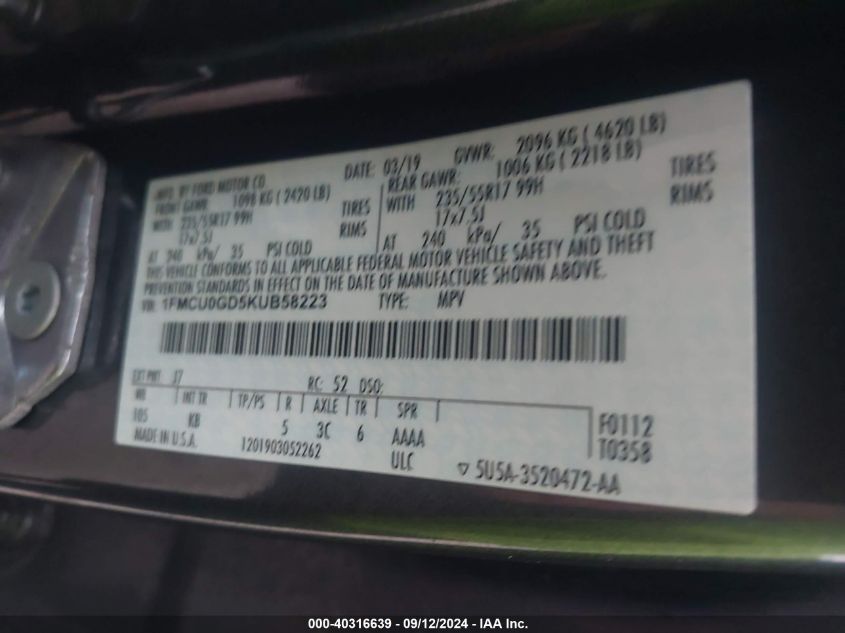 MFD. BY FORD MOTOR CO. DATE: 03/19 GVWR: 2096 KG ( 4620 LB)
FRONT GAWR: 1098 KG ( 2420 LB) REAR GAWR: 1006 KG ( 2218 LB)
WITH 235/55R17 99H TIRES WITH 235/55R17 99H TIRES
17x7.5J RIMS 17x7.5J RIMS
AT 240 kPa/ 35 PSI COLD AT 240 kPa/ 35 PSI COLD
THIS VEHICLE CONFORMS TO ALL APPLICABLE FEDERAL MOTOR VEHICLE SAFETY AND THEFT
PREVENTION STANDARDS IN EFFECT ON THE DATE OF MANUFACTURE SHOWN ABOVE.
VIN: 1FMCU0GD5KUB58223 TYPE: MPV
EXT PNT: J7 RC: 52 DSO:
WB INT TR TP/PS R AXLE TR SPR F0112
105 KB 5 3C 6 AAAA T0358
MADE IN U.S.A. 1201903052262 ULC ▽ 5U5A-3520472-AA
000-40316639 - 09/12/2024 - IAA Inc.